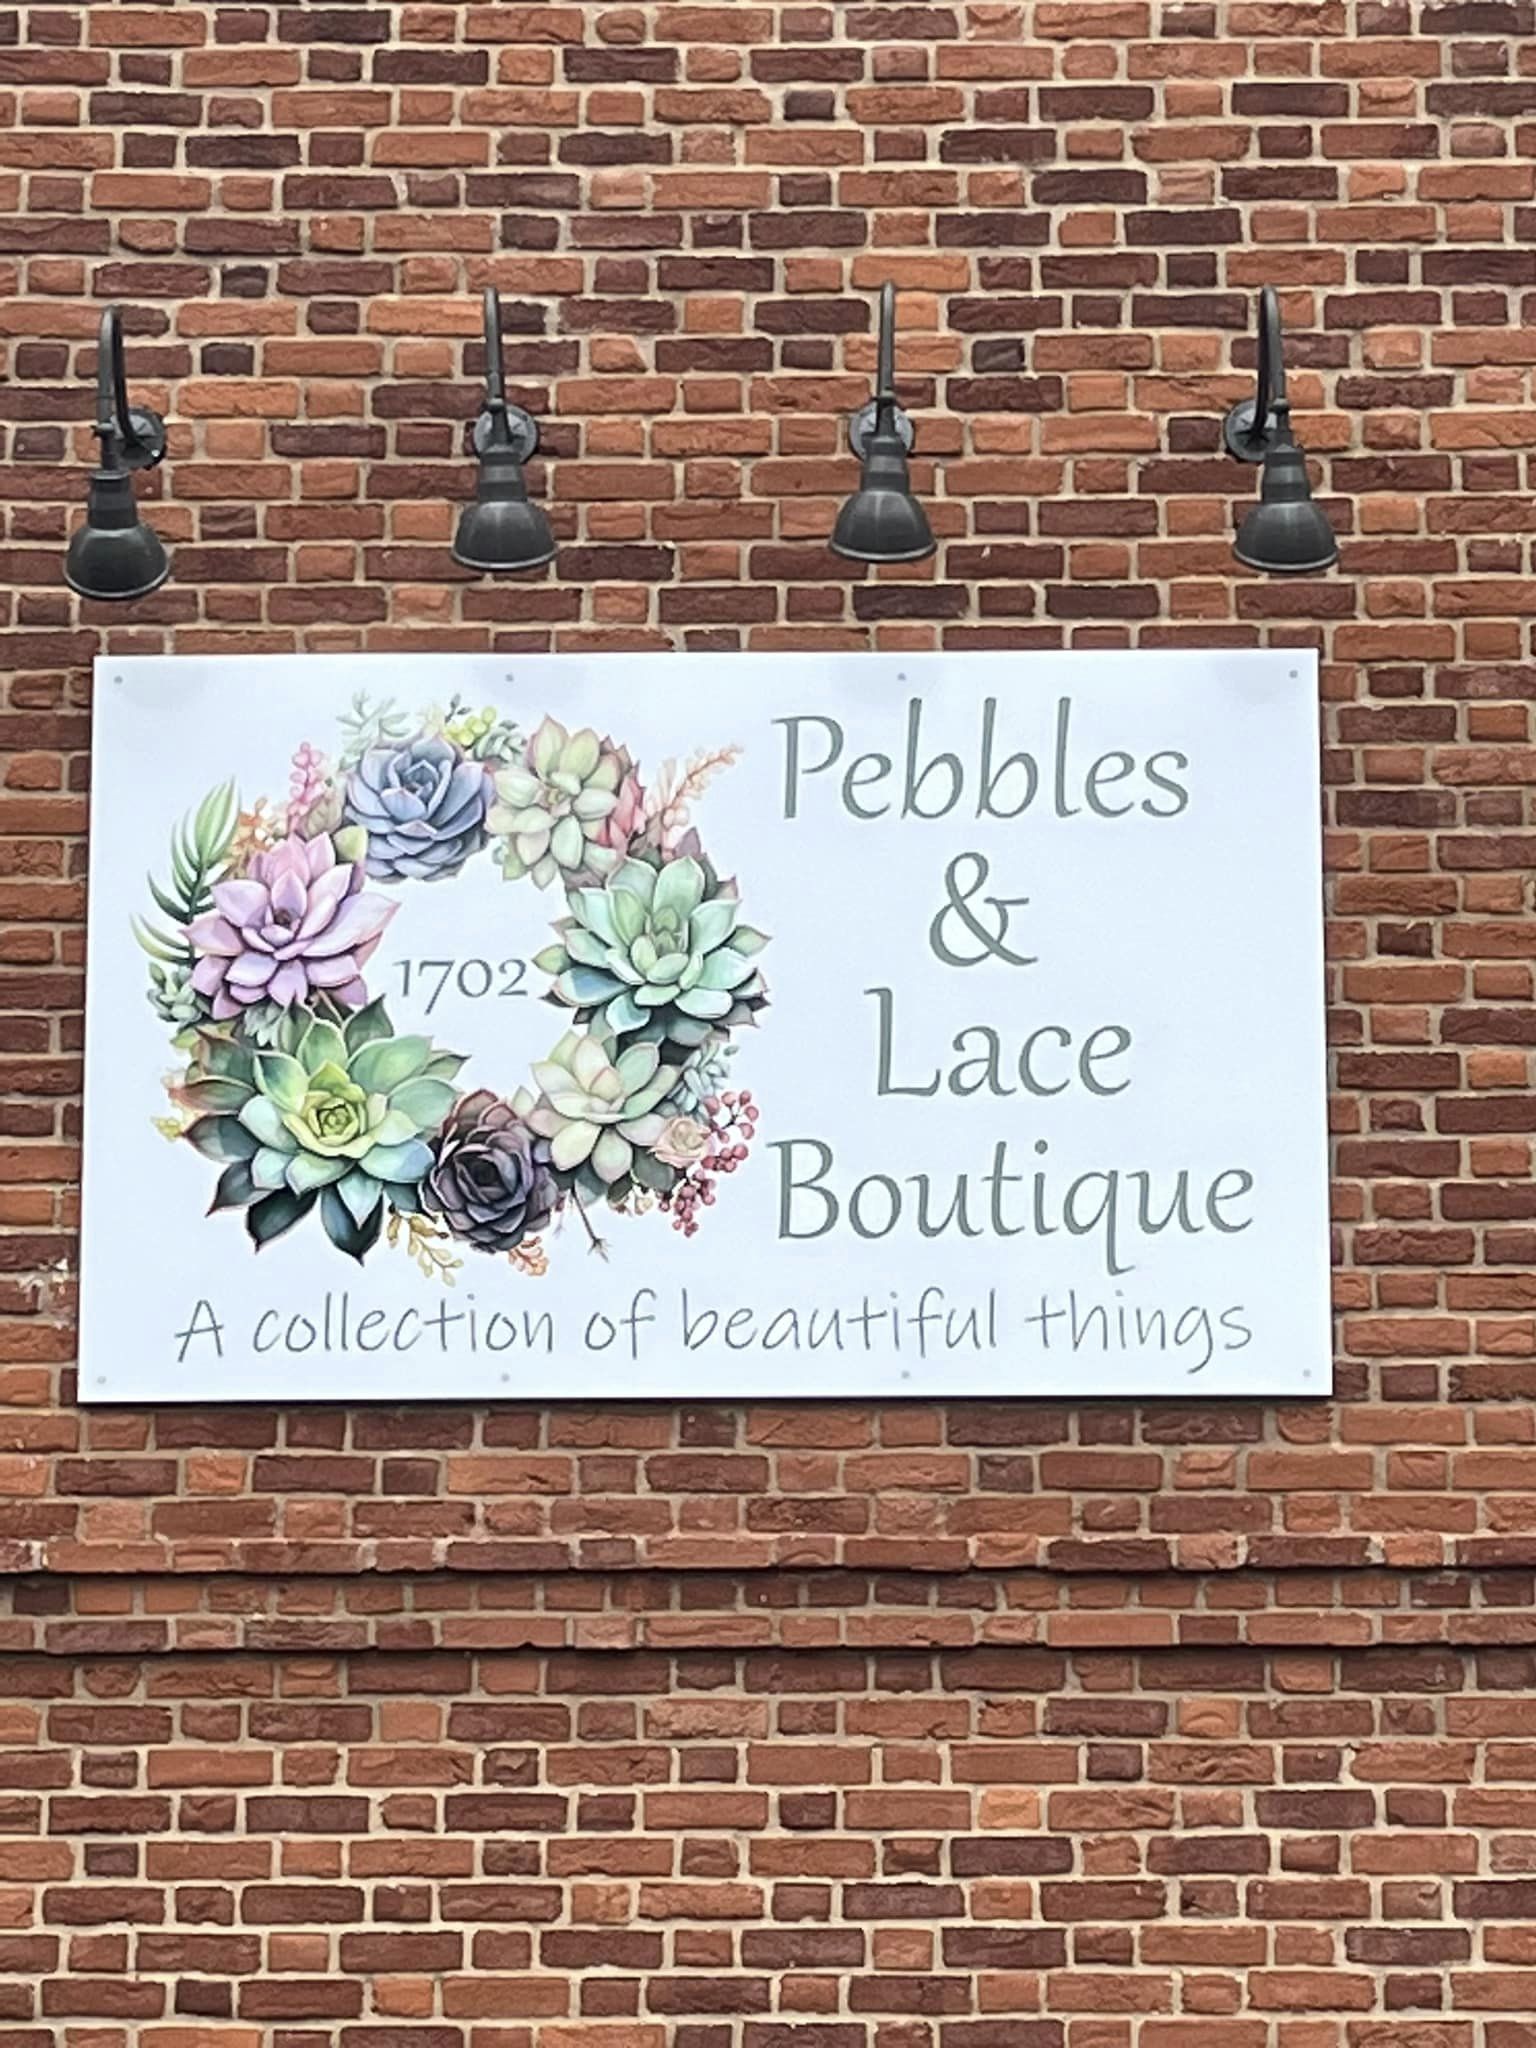 Pebbles
&
Lace
Boutique
1702
A collection of beautiful things